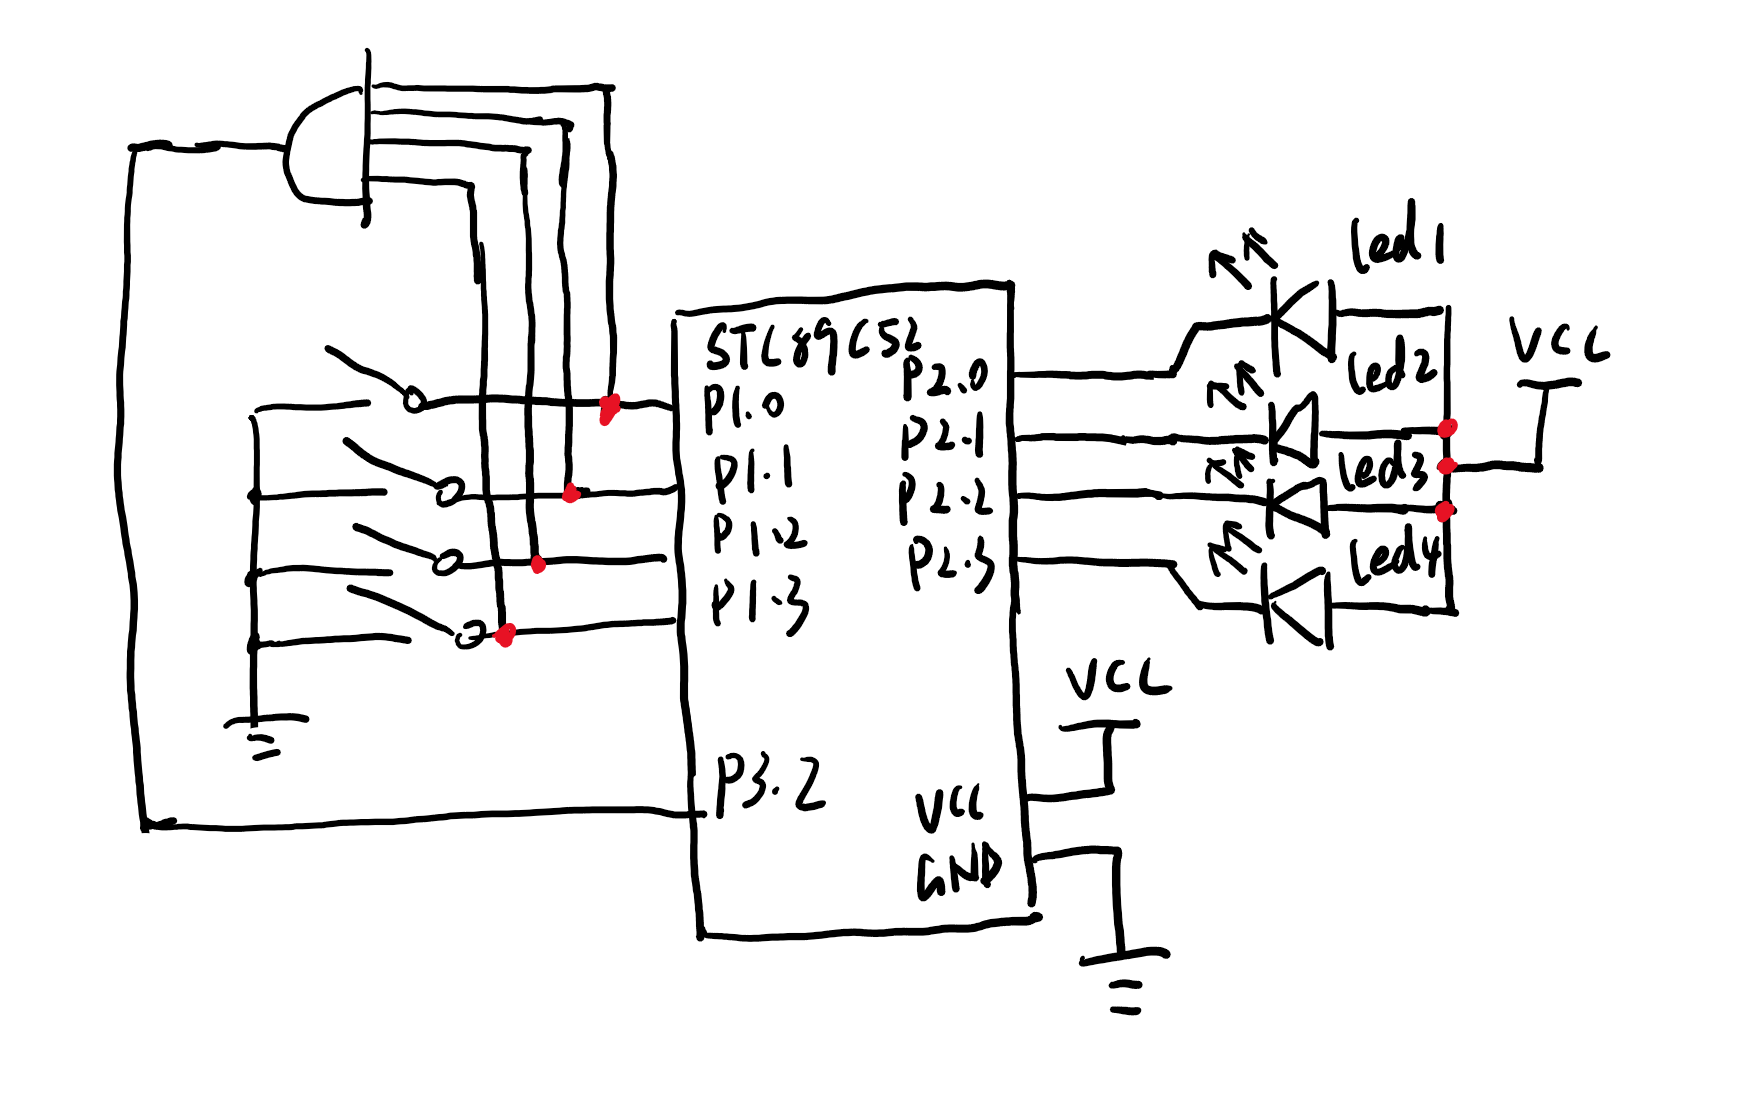 led1
VCC
led2
STC89C52
P2.0
P1.0
P2.1
led3
P1.1
P2.2
P1.2
P2.3
led4
P1.3
VCC
P3.2
VCC
GND